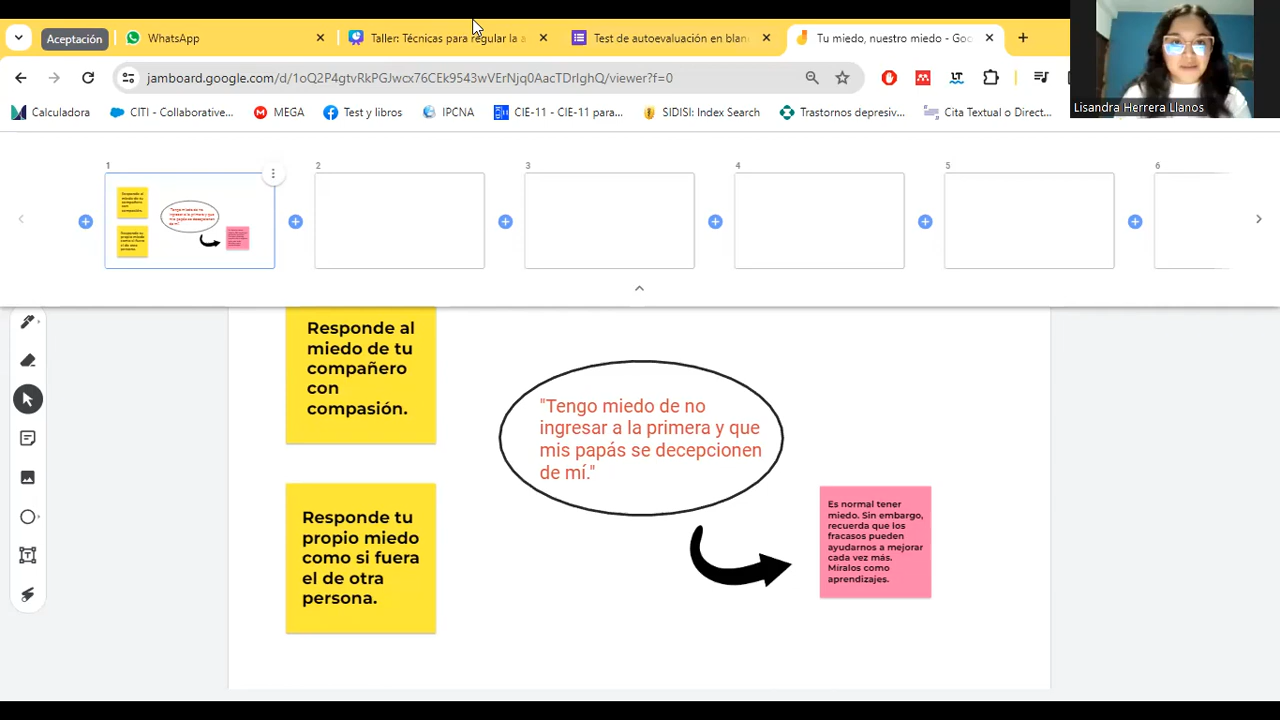 Aceptación
WhatsApp
Taller: Técnicas para regular la a
Test de autoevaluación en blan
Tu miedo, nuestro miedo - Goo
jamboard.google.com/d/1oQ2P4gtvRkPGJwcx76CEk9543wVErNjq0AacTDrIghQ/viewer?f=0
Calculadora
CITI - Collaborative...
MEGA
Test y libros
IPCNA
CIE-11 - CIE-11 para...
SIDISI: Index Search
Trastornos depresiv...
Cita Textual o Direct...
Lisandra Herrera Llanos
1
2
3
4
5
6
Responde al
miedo de tu
compañero
con
compasión.
"Tengo miedo de no
ingresar a la primera y que
mis papás se decepcionen
de mí."
Responde tu
propio miedo
como si fuera
el de otra
persona.
Es normal tener
miedo. Sin embargo,
recuerda que los
fracasos pueden
ayudarnos a mejorar
cada vez más.
Míralos como
aprendizajes.